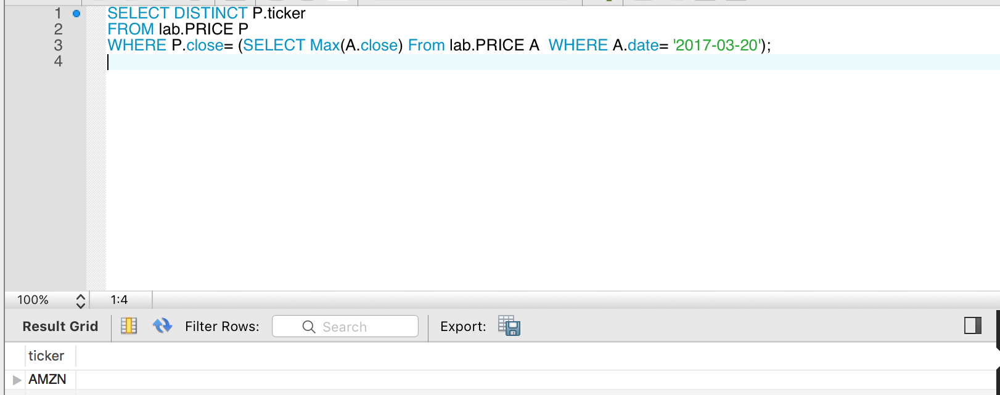 1 SELECT DISTINCT P.ticker
2 FROM lab.PRICE P
3 WHERE P.close= (SELECT Max(A.close) From lab.PRICE A  WHERE A.date= '2017-03-20');
4
100% 1:4
Result Grid Filter Rows: Search Export:
ticker
AMZN